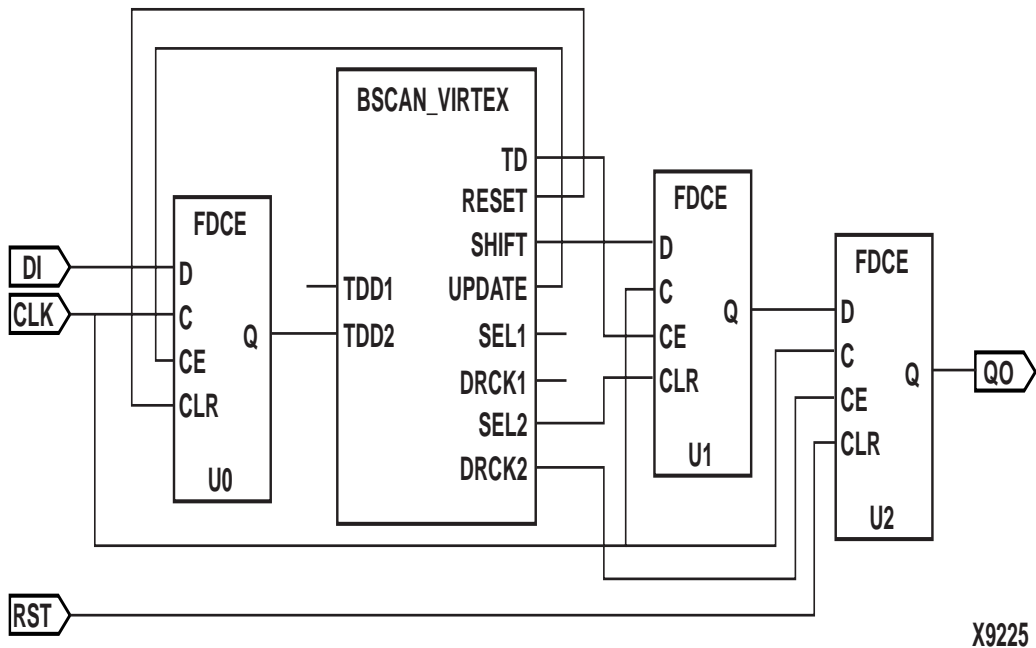 BSCAN_VIRTEX
TD
RESET
SHIFT
UPDATE
SEL1
DRCK1
SEL2
DRCK2
TDD1
TDD2
DI
CLK
RST
FDCE
D
C
CE
CLR
Q
U0
FDCE
D
C
CE
CLR
Q
U1
FDCE
D
C
CE
CLR
Q
U2
QO
X9225